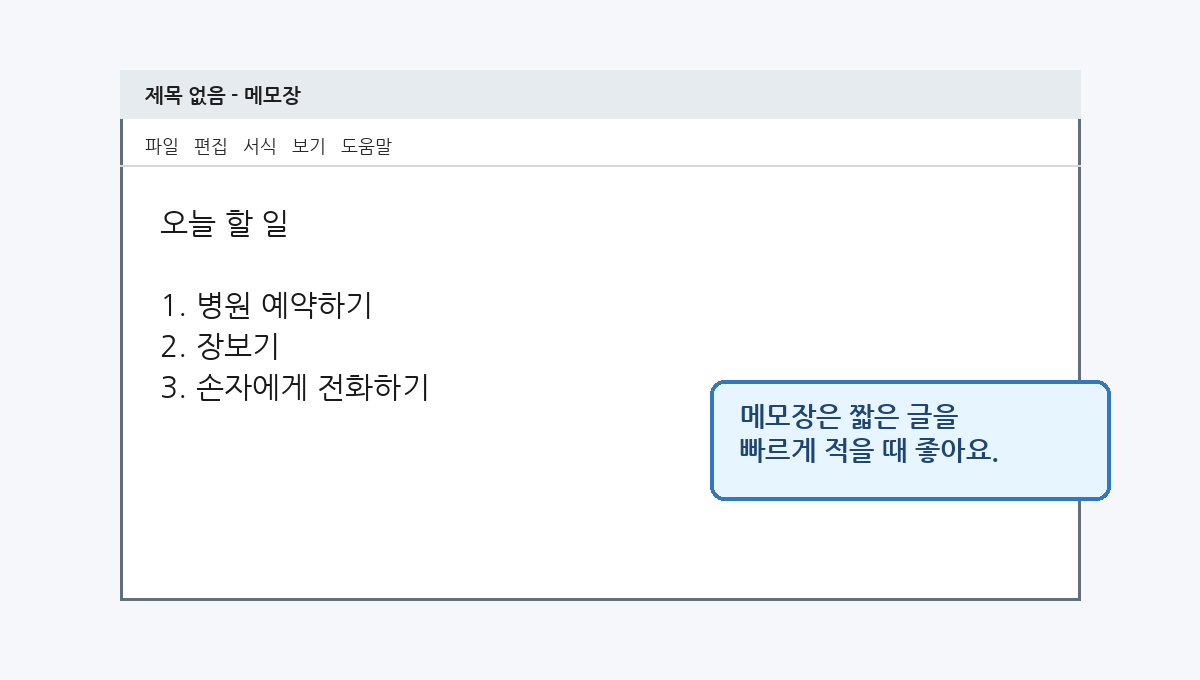 제목 없음 - 메모장
파일 편집 서식 보기 도움말
오늘 할 일
1. 병원 예약하기
2. 장보기
3. 손자에게 전화하기
메모장은 짧은 글을
빠르게 적을 때 좋아요.